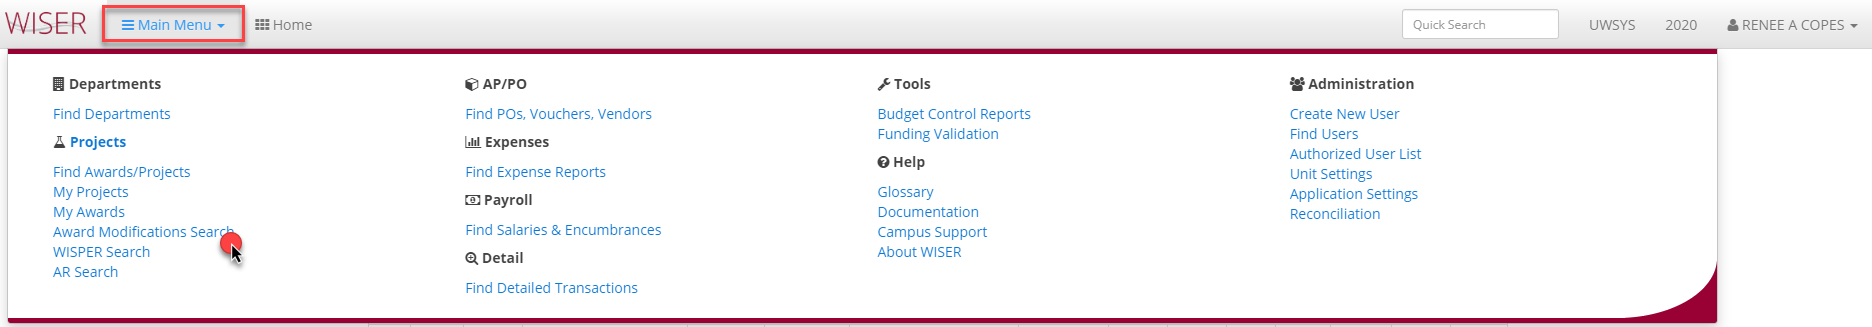 WISER Main Menu Home Quick Search UWSYS 2020 RENEE A COPES
Departments
Find Departments
Projects
Find Awards/Projects
My Projects
My Awards
Award Modifications Search
WISPER Search
AR Search
AP/PO
Find POs, Vouchers, Vendors
Expenses
Find Expense Reports
Payroll
Find Salaries & Encumbrances
Detail
Find Detailed Transactions
Tools
Budget Control Reports
Funding Validation
Help
Glossary
Documentation
Campus Support
About WISER
Administration
Create New User
Find Users
Authorized User List
Unit Settings
Application Settings
Reconciliation